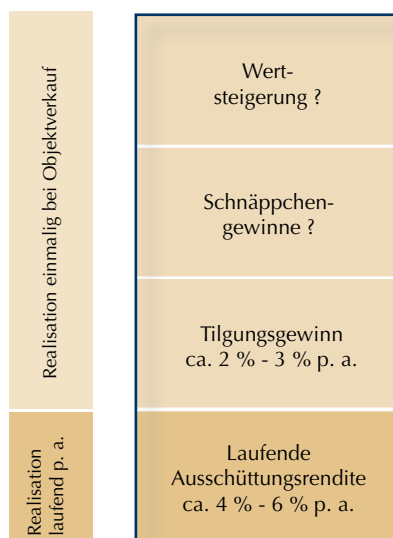 Realisation einmalig bei Objektverkauf
Wert-
steigerung ?
Schnäppchen-
gewinne ?
Tilgungsgewinn
ca. 2 % - 3 % p. a.
Realisation
laufend p. a.
Laufende
Ausschüttungsrendite
ca. 4 % - 6 % p. a.